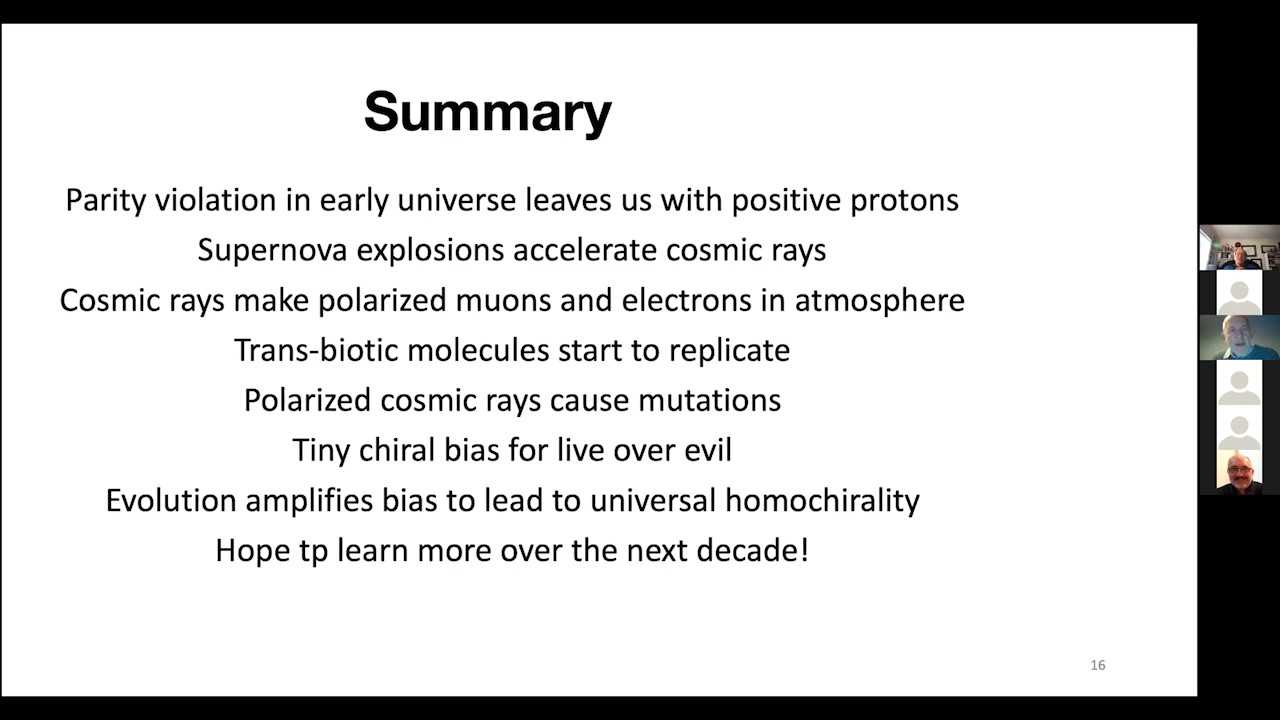 Summary
Parity violation in early universe leaves us with positive protons
Supernova explosions accelerate cosmic rays
Cosmic rays make polarized muons and electrons in atmosphere
Trans-biotic molecules start to replicate
Polarized cosmic rays cause mutations
Tiny chiral bias for live over evil
Evolution amplifies bias to lead to universal homochirality
Hope tp learn more over the next decade!
16